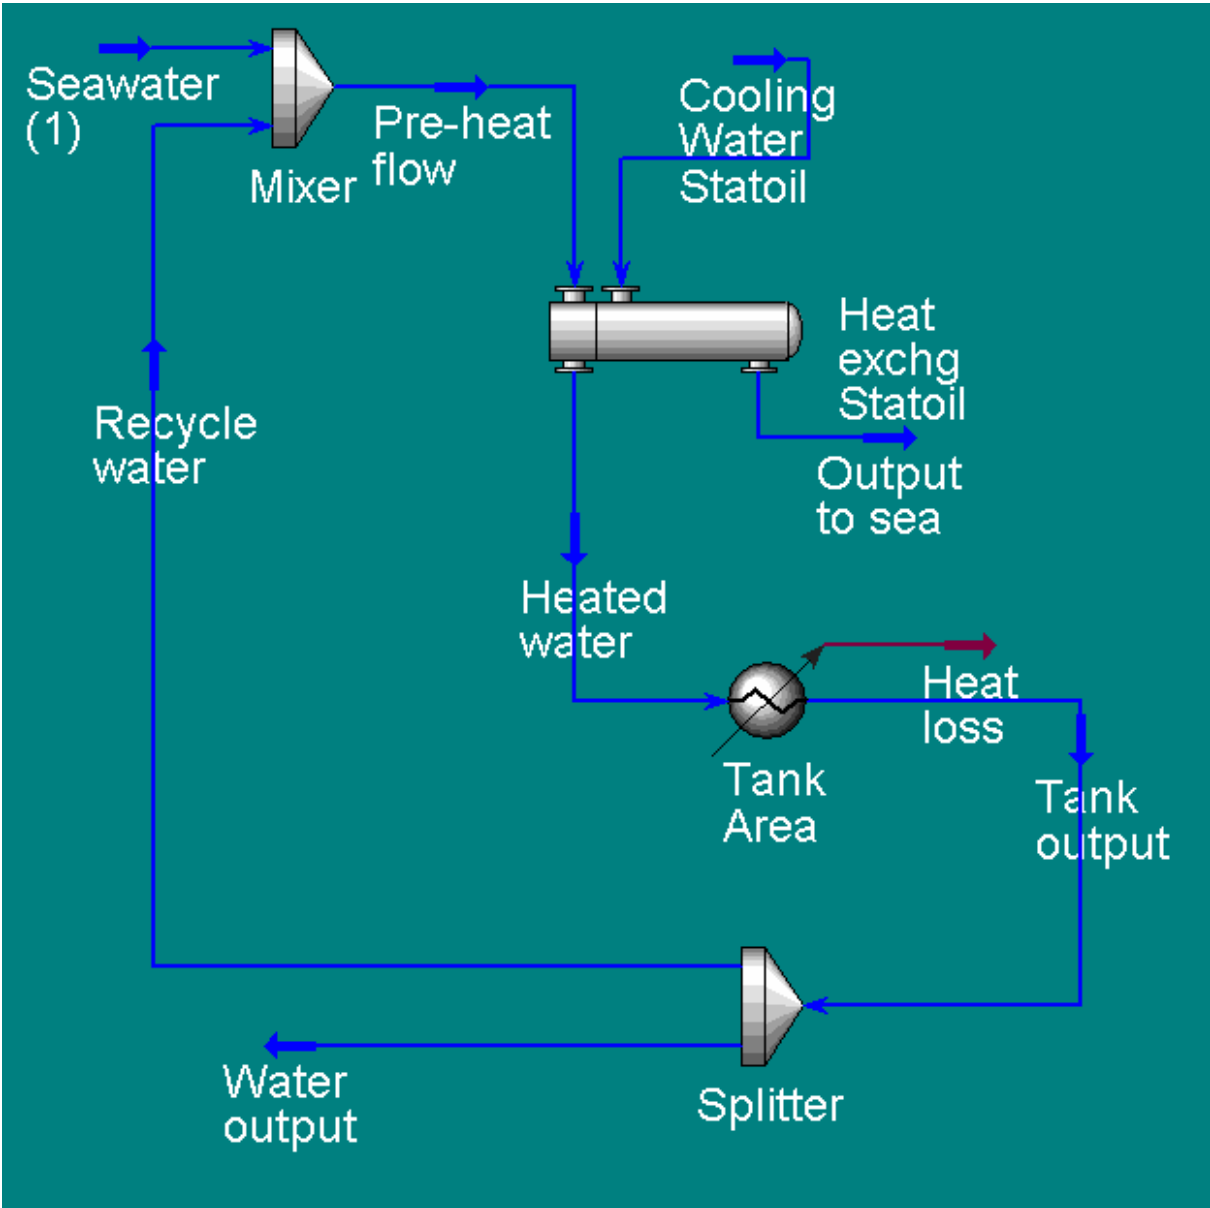 Seawater
(1)
Mixer
Pre-heat
flow
Cooling
Water
Statoil
Heat
exchg
Statoil
Output
to sea
Recycle
water
Heated
water
Heat
loss
Tank
Area
Tank
output
Splitter
Water
output